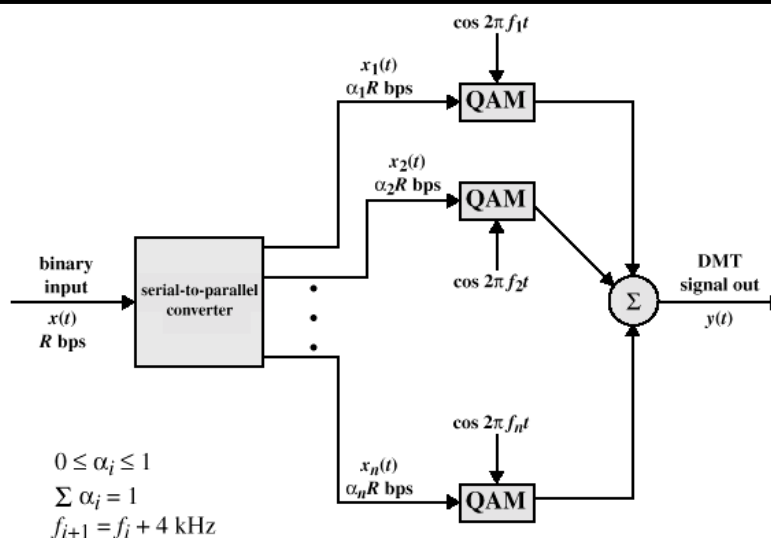 cos 2π f₁t
x₁(t)
α₁R bps
QAM
x₂(t)
α₂R bps
QAM
cos 2π f₂t
binary
input
x(t)
R bps
serial-to-parallel
converter
Σ
DMT
signal out
y(t)
cos 2π fₙt
xₙ(t)
αₙR bps
QAM
0 ≤ αᵢ ≤ 1
Σ αᵢ = 1
fᵢ₊₁ = fᵢ + 4 kHz